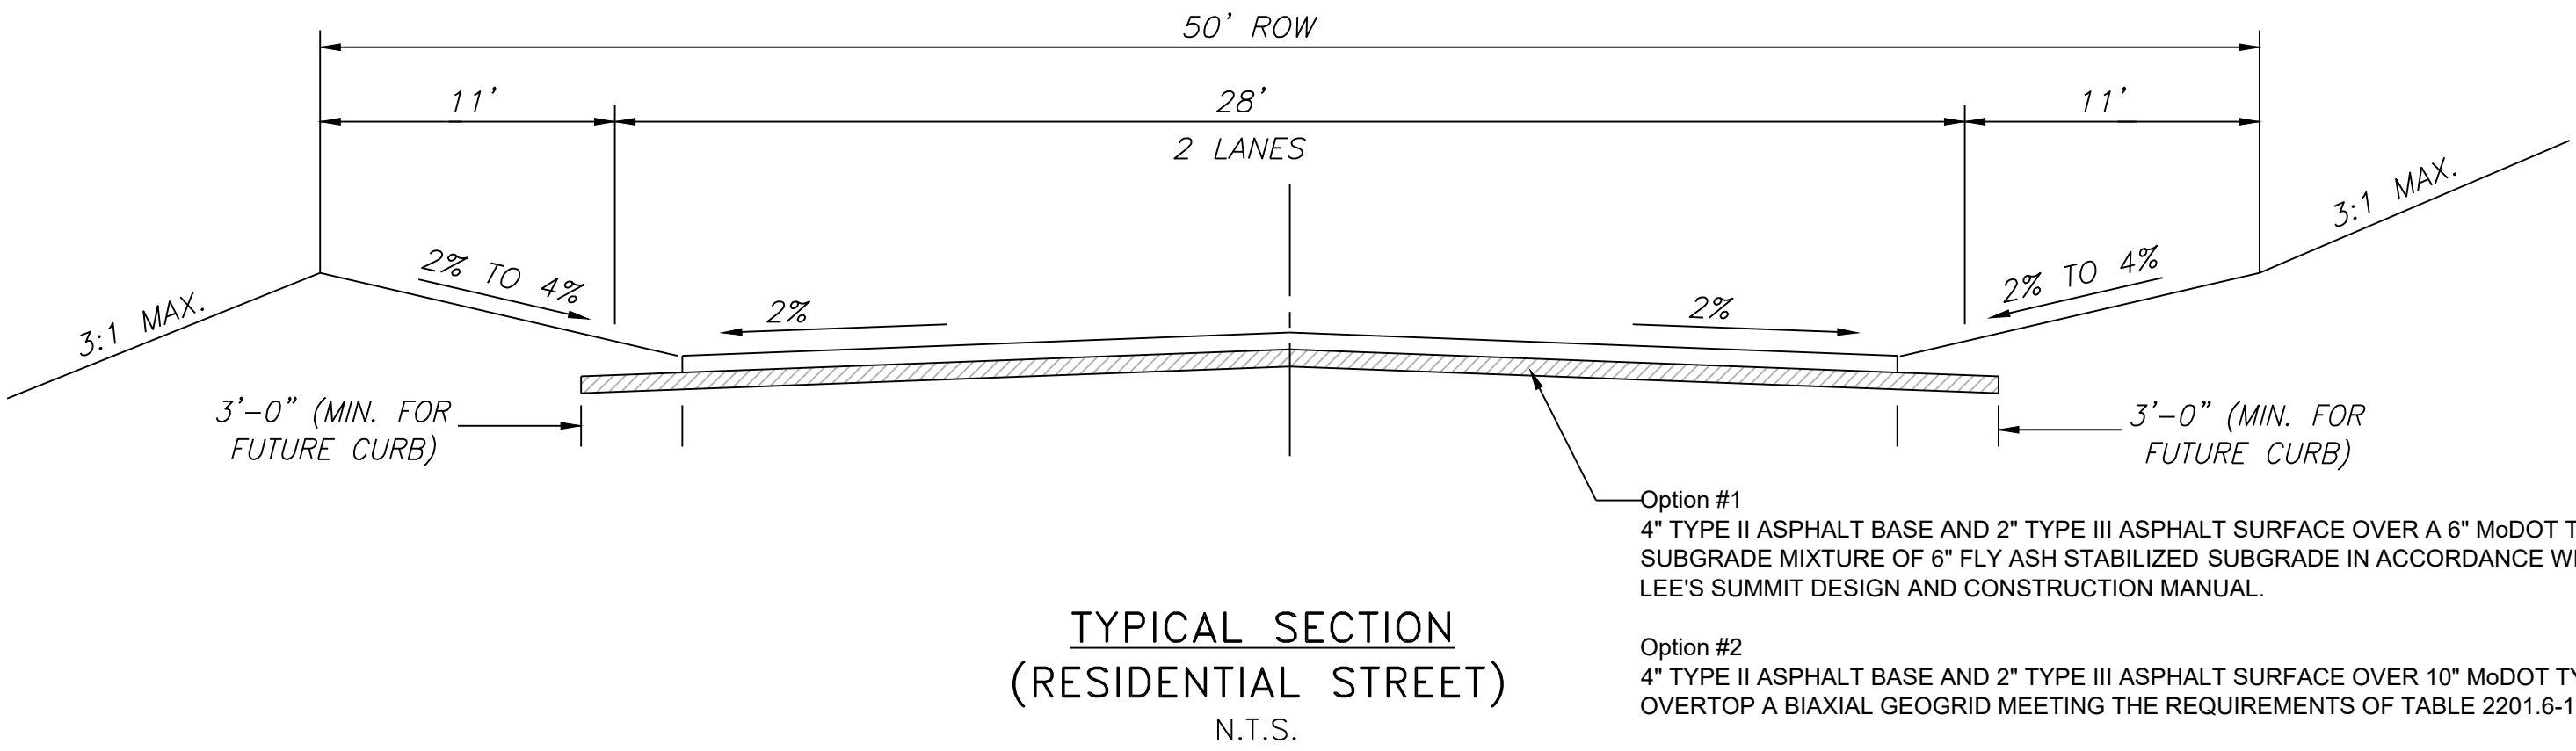 50' ROW
11'
28'
11'
2 LANES
3:1 MAX.
2% TO 4%
2%
2%
2% TO 4%
3:1 MAX.
3'-0" (MIN. FOR
FUTURE CURB)
3'-0" (MIN. FOR
FUTURE CURB)
Option #1
4" TYPE II ASPHALT BASE AND 2" TYPE III ASPHALT SURFACE OVER A 6" MoDOT
SUBGRADE MIXTURE OF 6" FLY ASH STABILIZED SUBGRADE IN ACCORDANCE
LEE'S SUMMIT DESIGN AND CONSTRUCTION MANUAL.
Option #2
4" TYPE II ASPHALT BASE AND 2" TYPE III ASPHALT SURFACE OVER 10" MoDOT
OVERTOP A BIAXIAL GEOGRID MEETING THE REQUIREMENTS OF TABLE 2201.6-1
TYPICAL SECTION
(RESIDENTIAL STREET)
N.T.S.